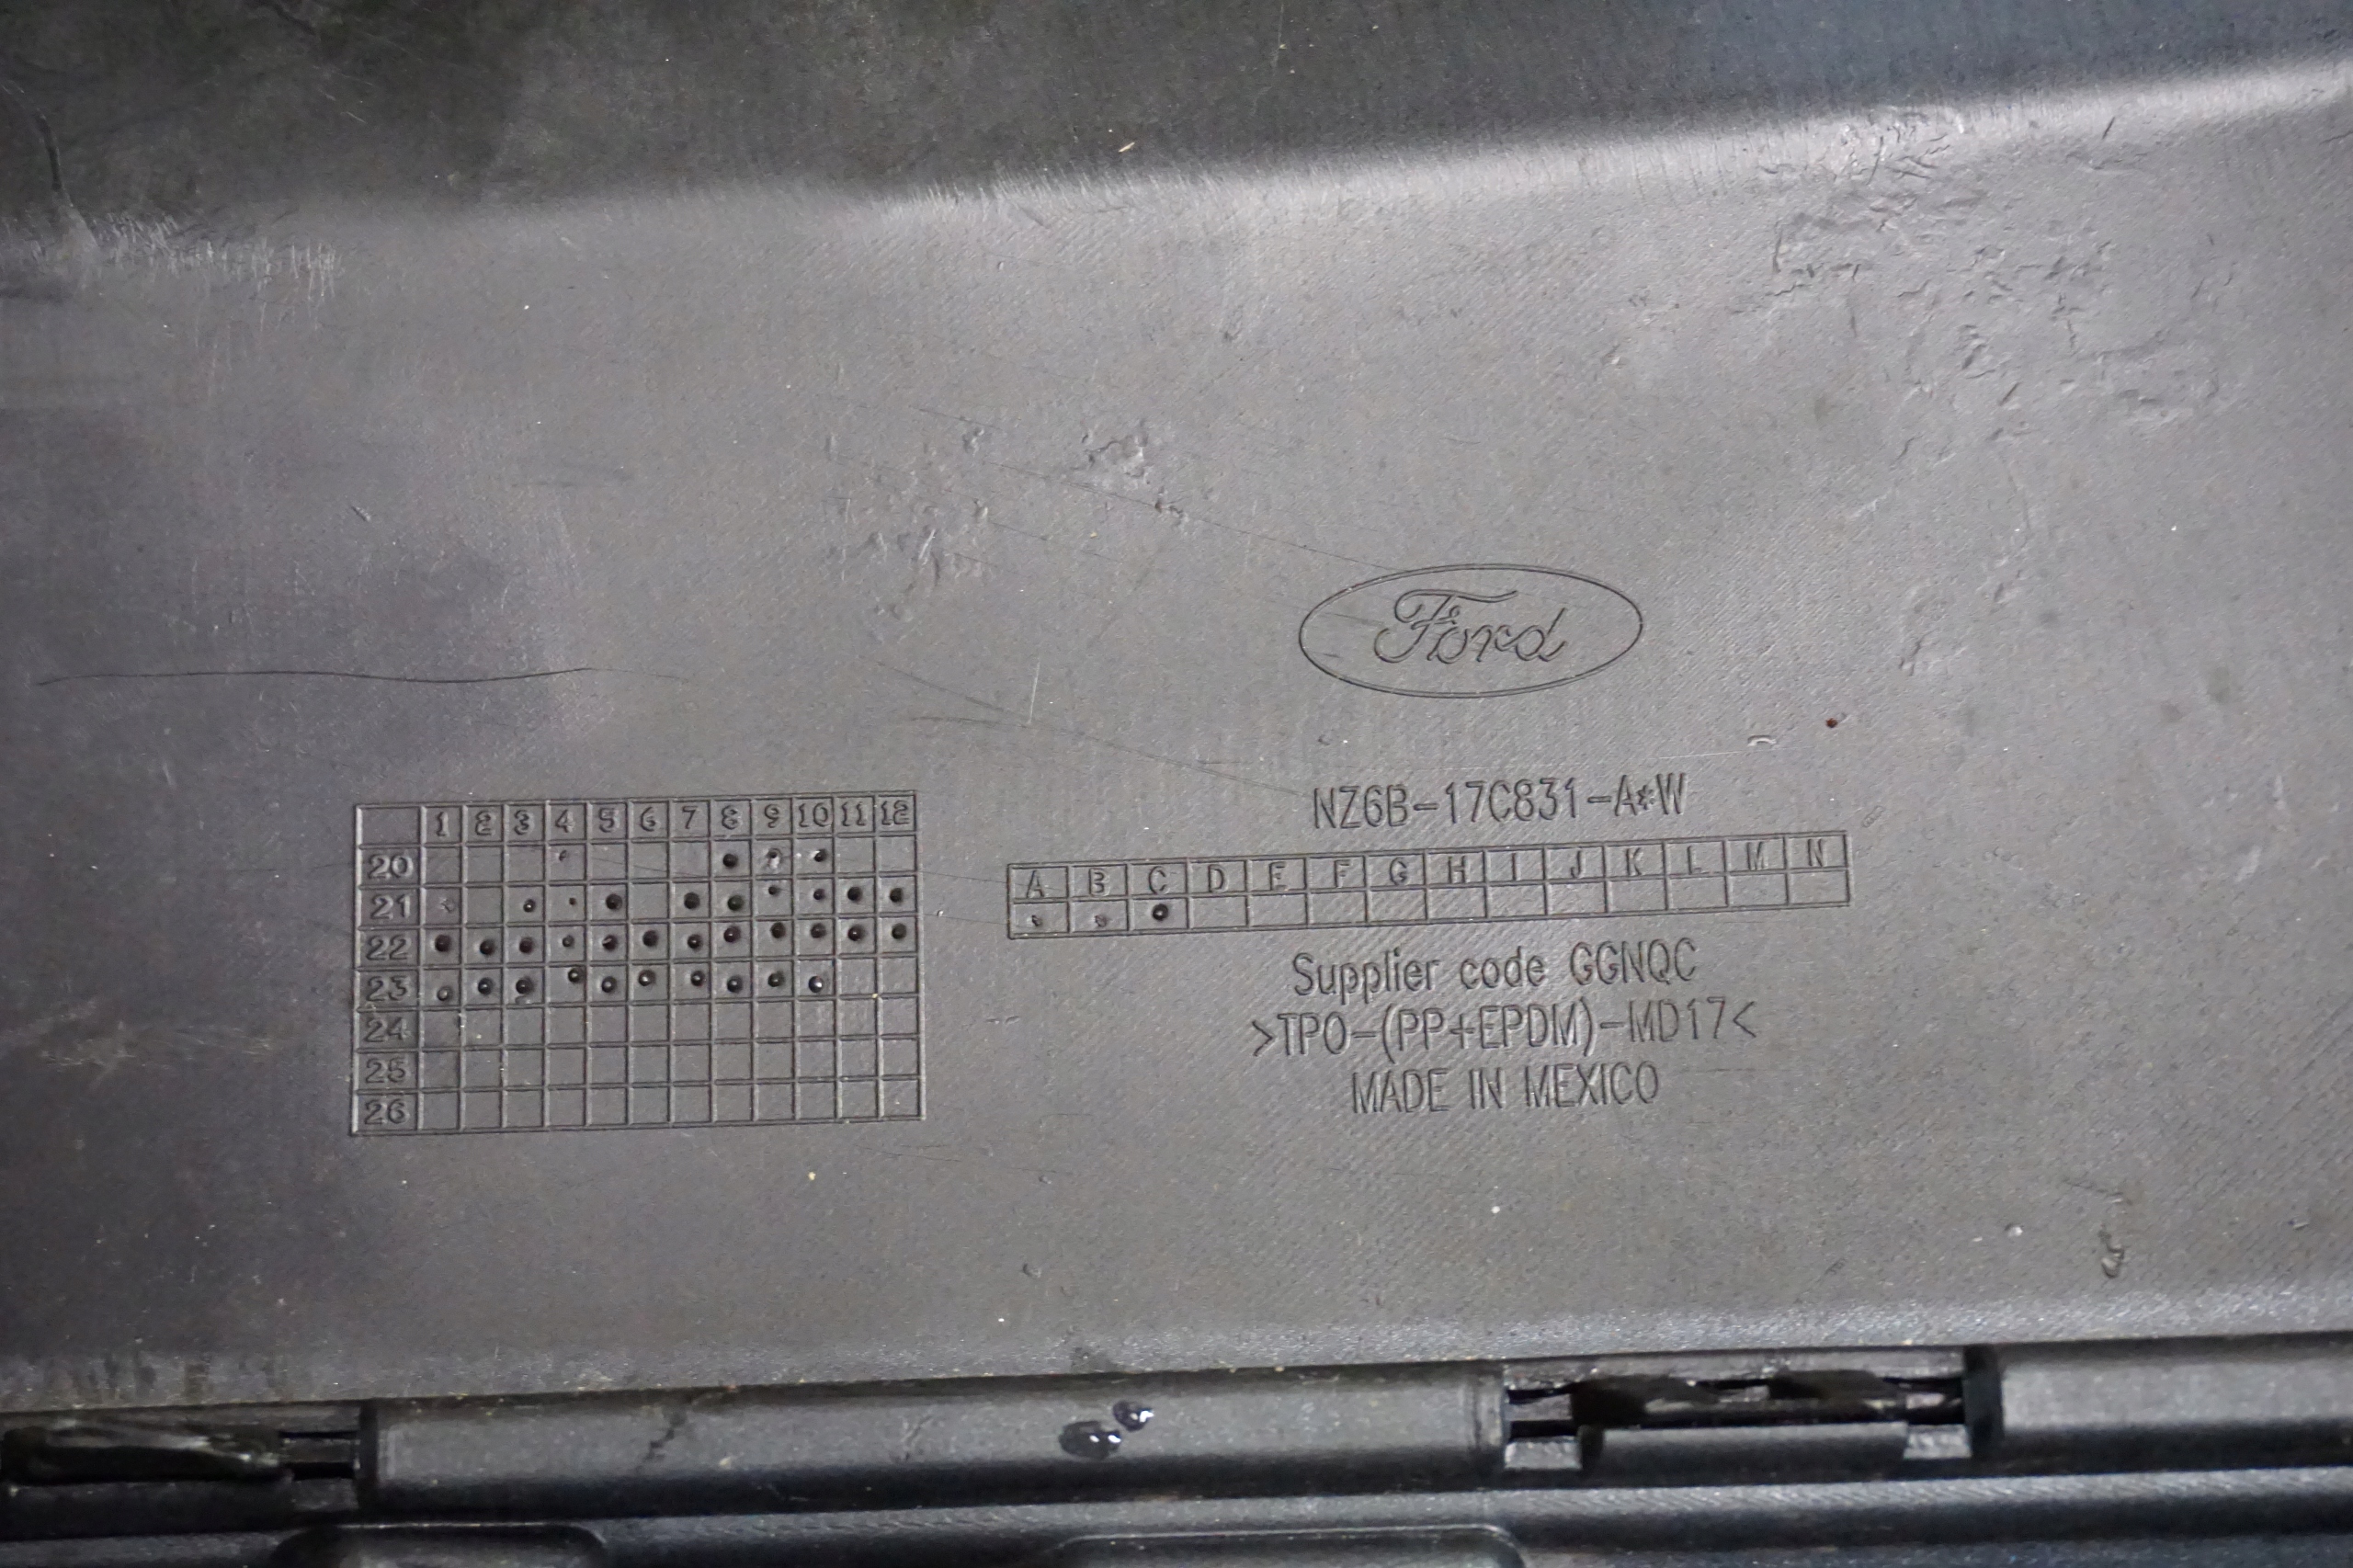 Ford
NZ6B-17C831-A*W
1 2 3 4 5 6 7 8 9 10 11 12
20
21
22
23
24
25
26
A B C D E F G H I J K L M N
Supplier code GGNQC
>TPO-(PP+EPDM)-MD17<
MADE IN MEXICO